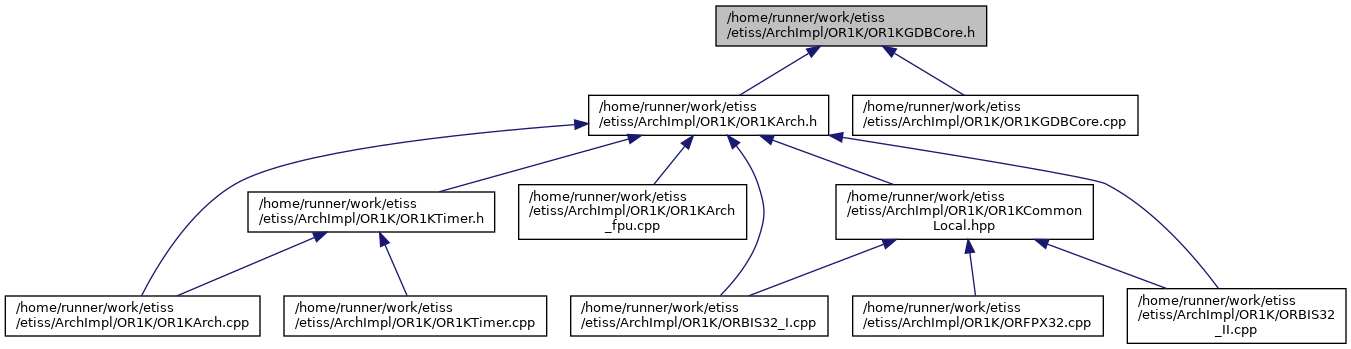 /home/runner/work/etiss
/etiss/ArchImpl/OR1K/OR1KGDBCore.h
/home/runner/work/etiss
/etiss/ArchImpl/OR1K/OR1KArch.h
/home/runner/work/etiss
/etiss/ArchImpl/OR1K/OR1KGDBCore.cpp
/home/runner/work/etiss
/etiss/ArchImpl/OR1K/OR1KTimer.h
/home/runner/work/etiss
/etiss/ArchImpl/OR1K/OR1KArch
_fpu.cpp
/home/runner/work/etiss
/etiss/ArchImpl/OR1K/OR1KCommon
Local.hpp
/home/runner/work/etiss
/etiss/ArchImpl/OR1K/OR1KArch.cpp
/home/runner/work/etiss
/etiss/ArchImpl/OR1K/OR1KTimer.cpp
/home/runner/work/etiss
/etiss/ArchImpl/OR1K/ORBIS32_I.cpp
/home/runner/work/etiss
/etiss/ArchImpl/OR1K/ORFPX32.cpp
/home/runner/work/etiss
/etiss/ArchImpl/OR1K/ORBIS32
_II.cpp